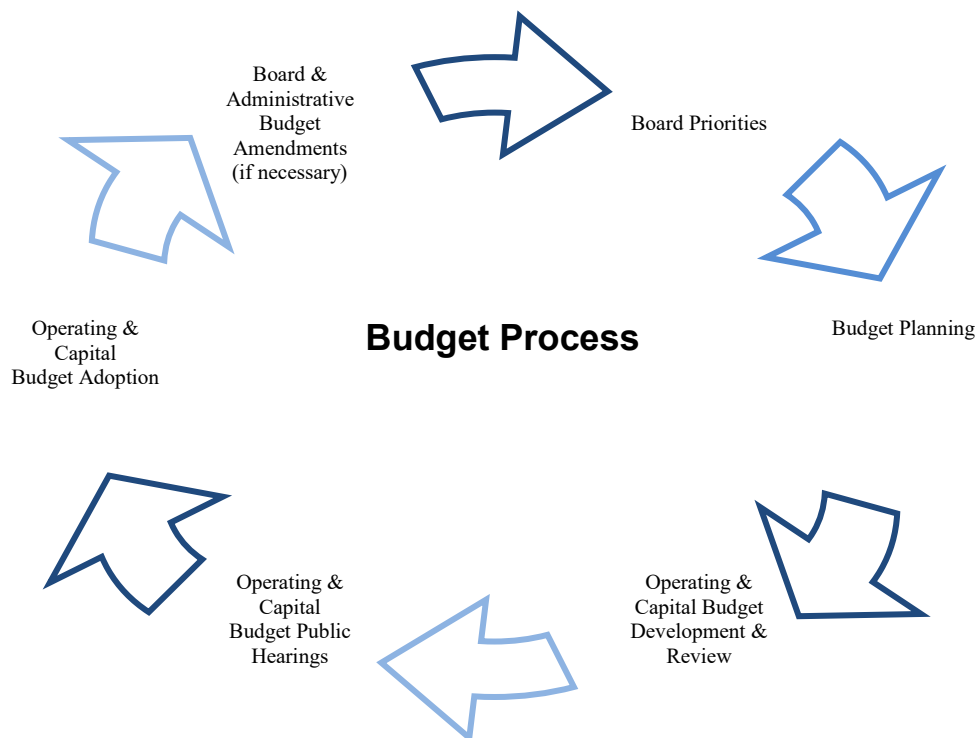 Board &
Administrative
Budget
Amendments
(if necessary)
Board Priorities
Budget Process
Operating &
Capital
Budget Adoption
Budget Planning
Operating &
Capital
Budget Public
Hearings
Operating &
Capital Budget
Development &
Review